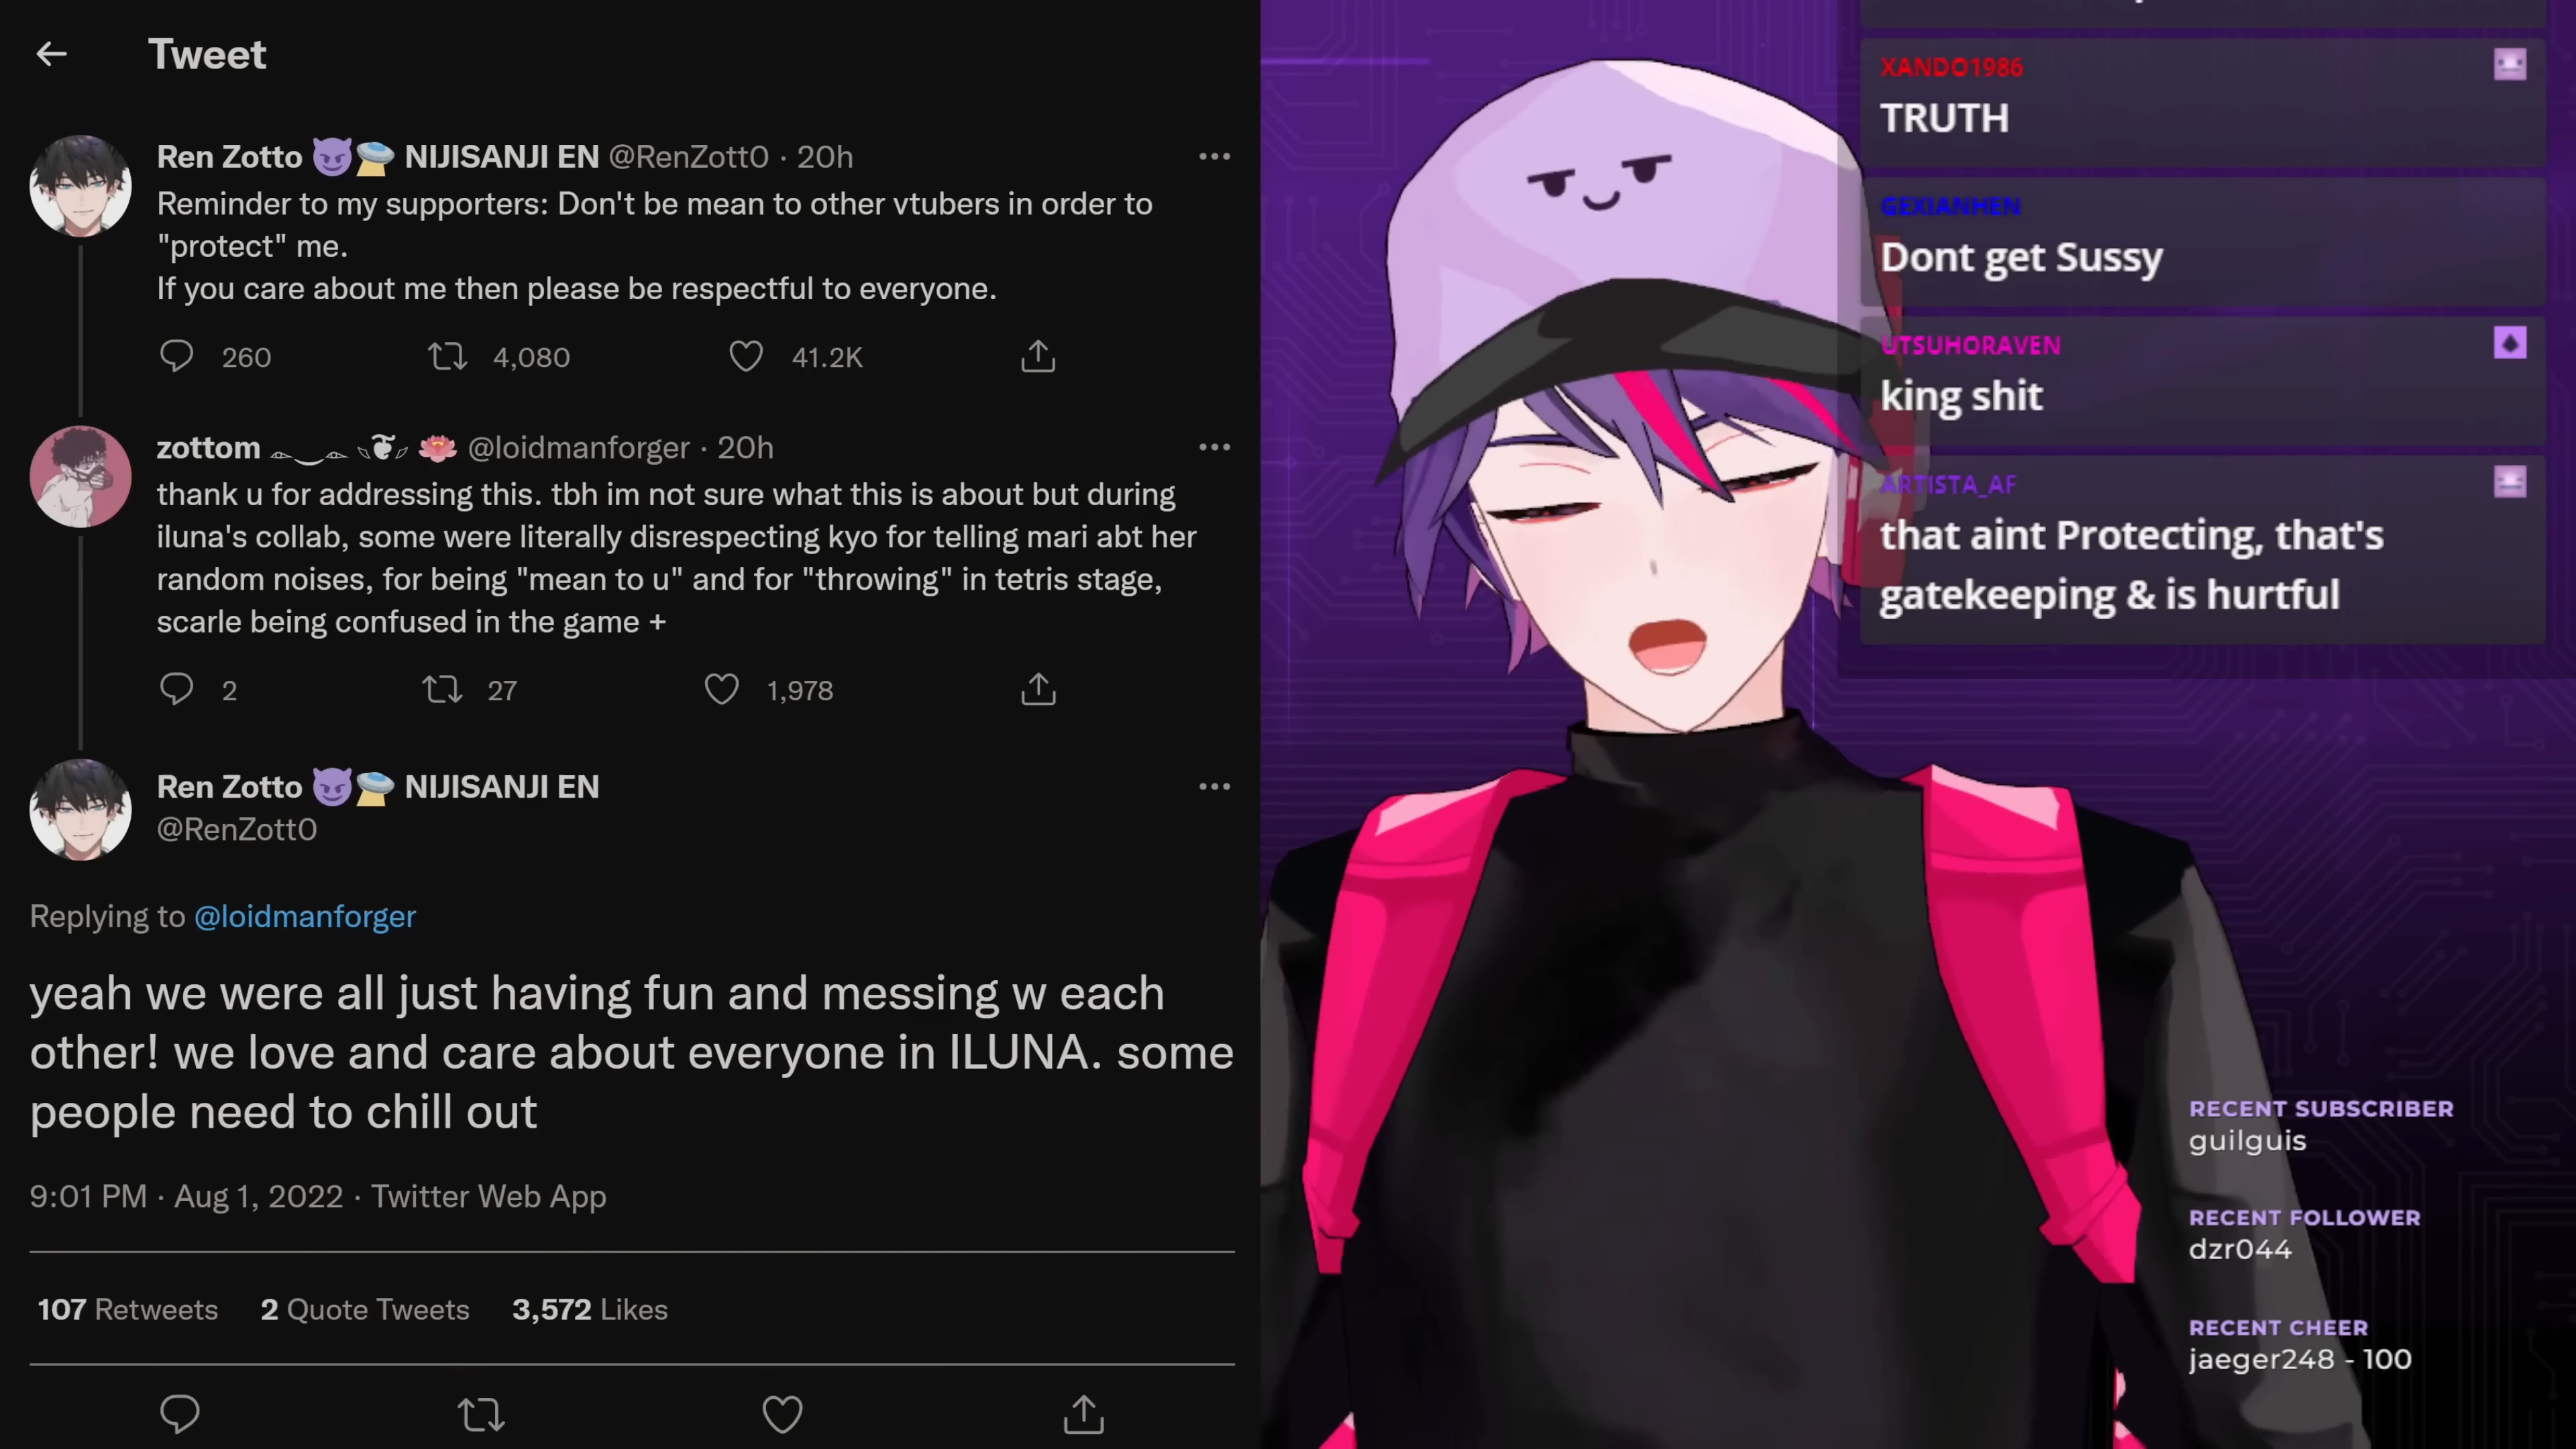 Tweet
Ren Zotto 😈🛸 NIJISANJI EN @RenZott0 · 20h
Reminder to my supporters: Don't be mean to other vtubers in order to
"protect" me.
If you care about me then please be respectful to everyone.
260 4,080 41.2K
zottom 🪷 @loidmanforger · 20h
thank u for addressing this. tbh im not sure what this is about but during
iluna's collab, some were literally disrespecting kyo for telling mari abt her
random noises, for being "mean to u" and for "throwing" in tetris stage,
scarle being confused in the game +
2 27 1,978
Ren Zotto 😈🛸 NIJISANJI EN
@RenZott0
Replying to @loidmanforger
yeah we were all just having fun and messing w each
other! we love and care about everyone in ILUNA. some
people need to chill out
9:01 PM · Aug 1, 2022 · Twitter Web App
107 Retweets 2 Quote Tweets 3,572 Likes
XANDO1986
TRUTH
GEXIANHEN
Dont get Sussy
UTSUHORAVEN
king shit
ARTISTA_AF
that aint Protecting, that's
gatekeeping & is hurtful
RECENT SUBSCRIBER
guilguis
RECENT FOLLOWER
dzr044
RECENT CHEER
jaeger248 - 100